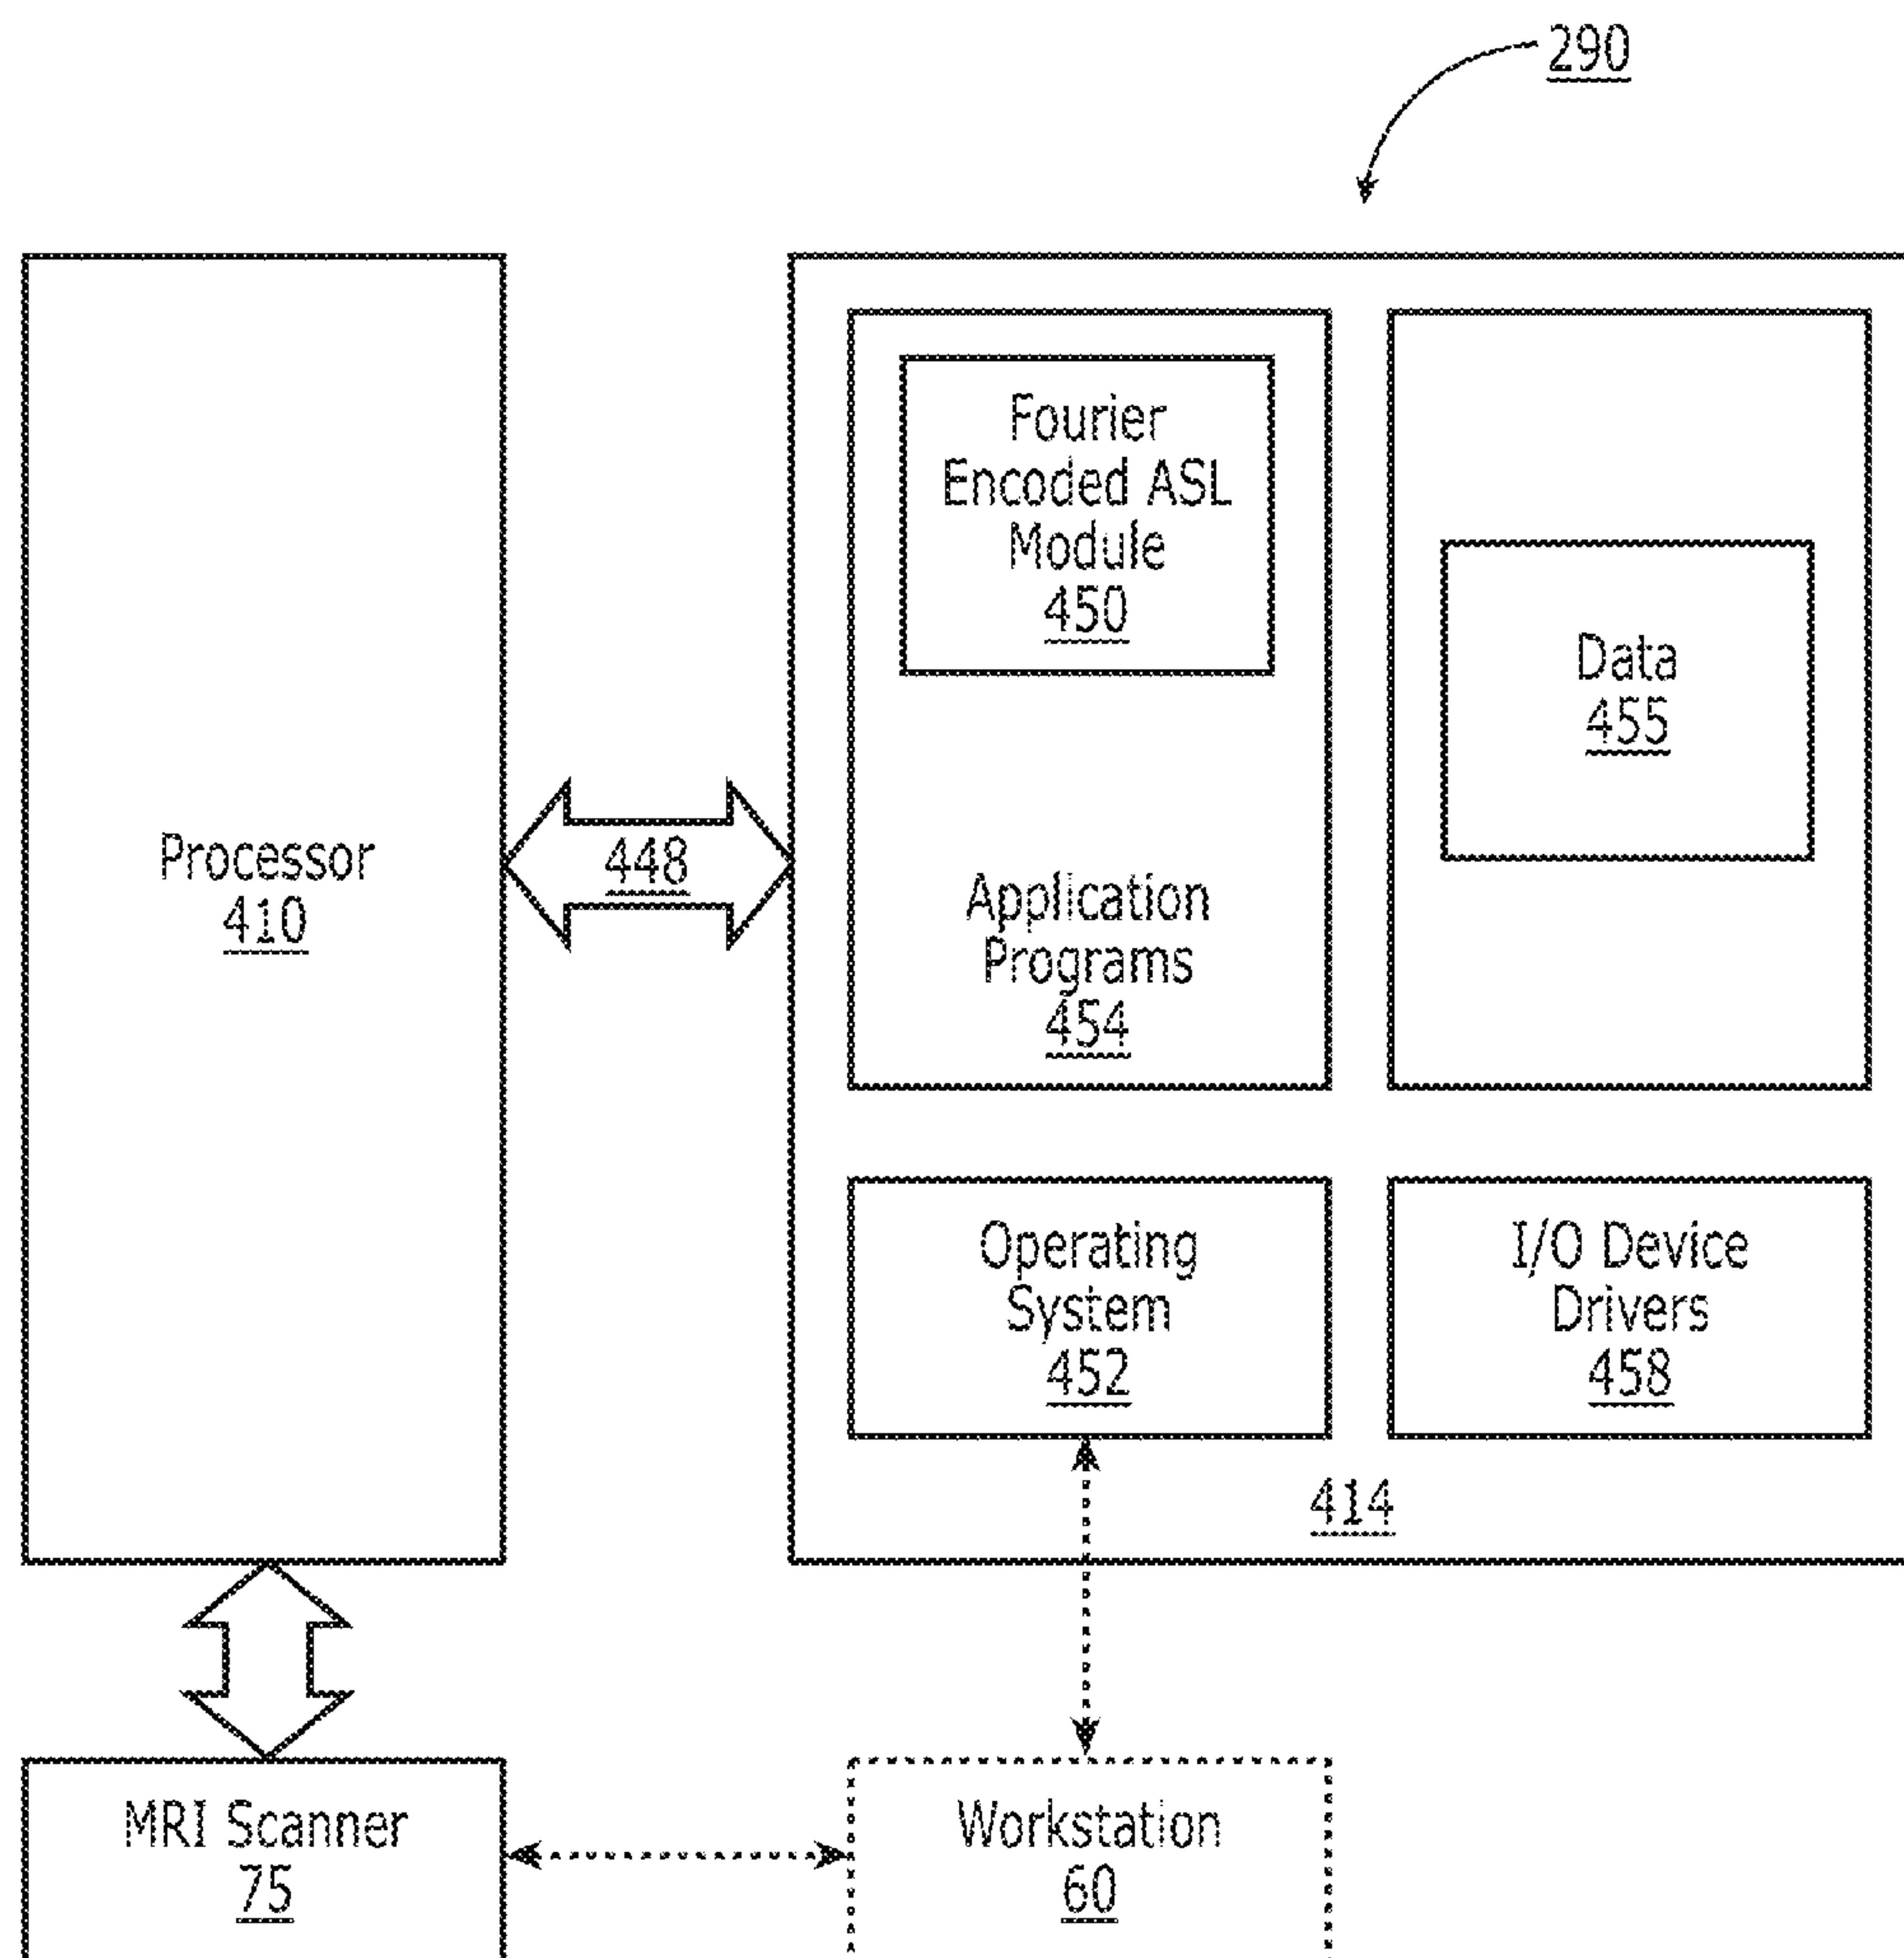 290
Fourier
Encoded ASL
Module
450
Data
455
Processor
410
448
Application
Programs
454
Operating
System
452
I/O Device
Drivers
458
414
MRI Scanner
75
Workstation
60